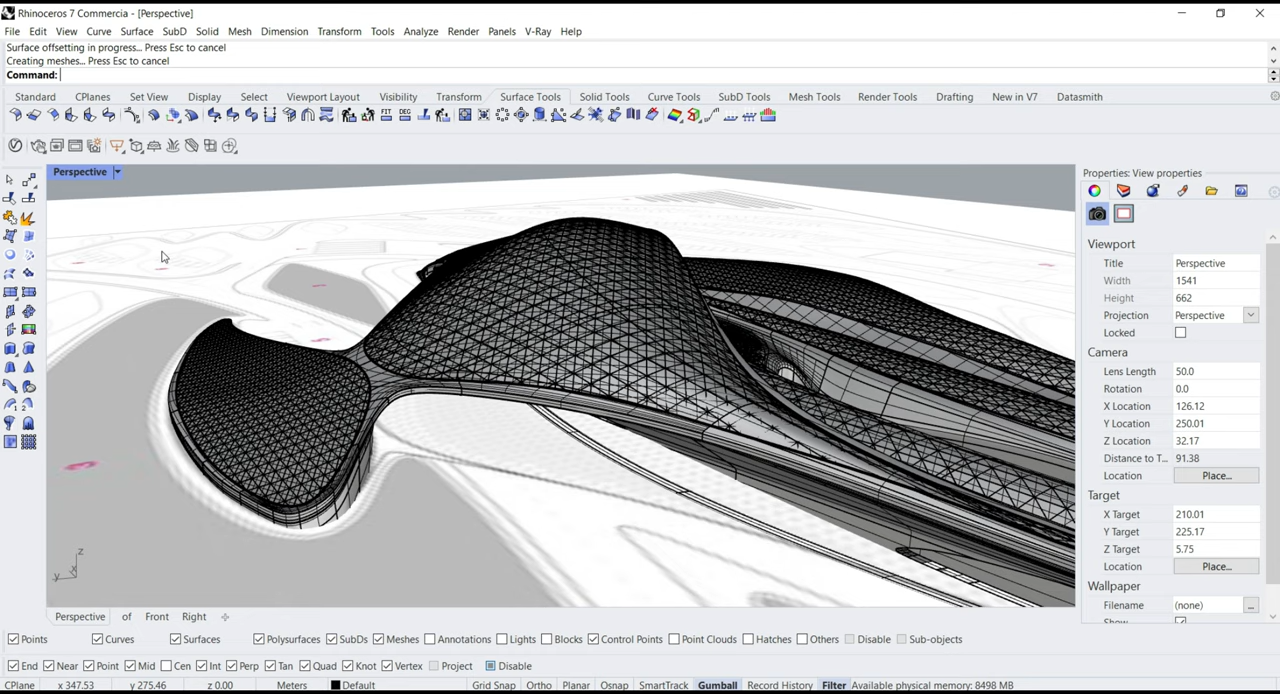 Rhinoceros 7 Commercia - [Perspective]
File Edit View Curve Surface SubD Solid Mesh Dimension Transform Tools Analyze Render Panels V-Ray Help
Surface offsetting in progress... Press Esc to cancel
Creating meshes... Press Esc to cancel
Command:
Standard CPlanes Set View Display Select Viewport Layout Visibility Transform Surface Tools Solid Tools Curve Tools SubD Tools Mesh Tools Render Tools Drafting New in V7 Datasmith
Perspective
Properties: View properties
Viewport
Title Perspective
Width 1541
Height 662
Projection Perspective
Locked
Camera
Lens Length 50.0
Rotation 0.0
X Location 126.12
Y Location 250.01
Z Location 32.17
Distance to T... 91.38
Location Place...
Target
X Target 210.01
Y Target 225.17
Z Target 5.75
Location Place...
Wallpaper
Filename (none) ...
Show
z
y x
Perspective of Front Right
Points Curves Surfaces Polysurfaces SubDs Meshes Annotations Lights Blocks Control Points Point Clouds Hatches Others Disable Sub-objects
End Near Point Mid Cen Int Perp Tan Quad Knot Vertex Project Disable
CPlane x 347.53 y 275.46 z 0.00 Meters Default Grid Snap Ortho Planar Osnap SmartTrack Gumball Record History Filter Available physical memory: 8498 MB